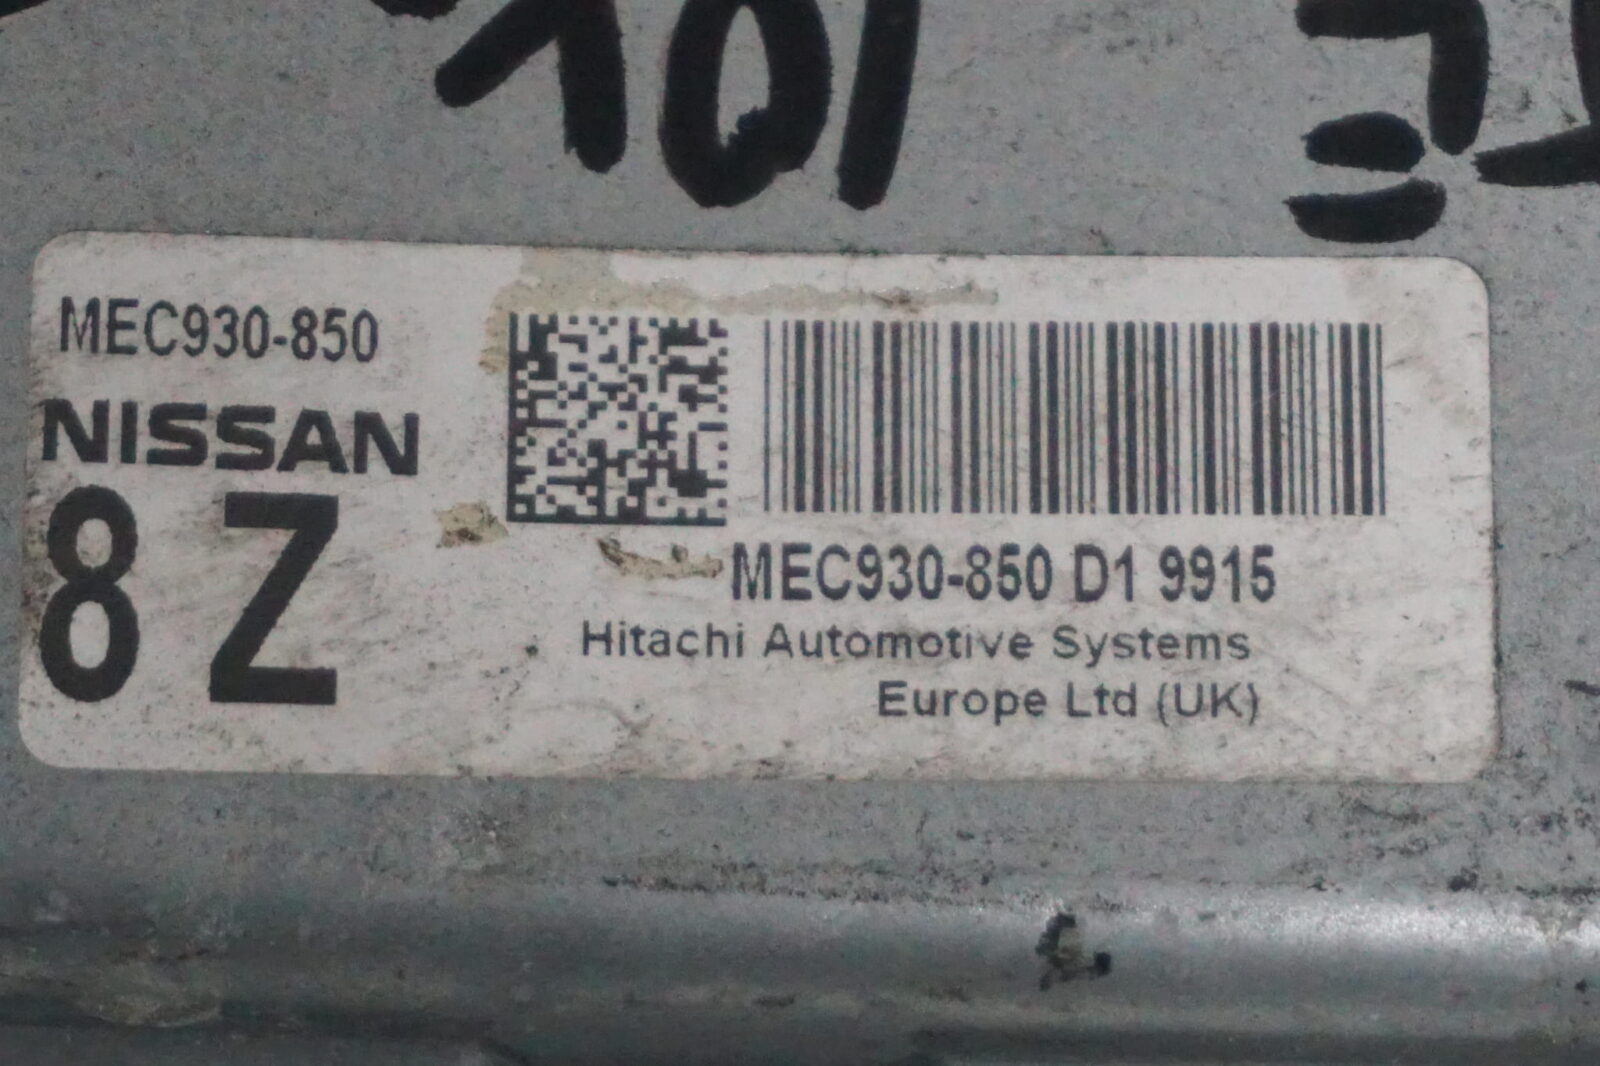 101
MEC930-850
NISSAN
8 Z
MEC930-850 D1 9915
Hitachi Automotive Systems
Europe Ltd (UK)